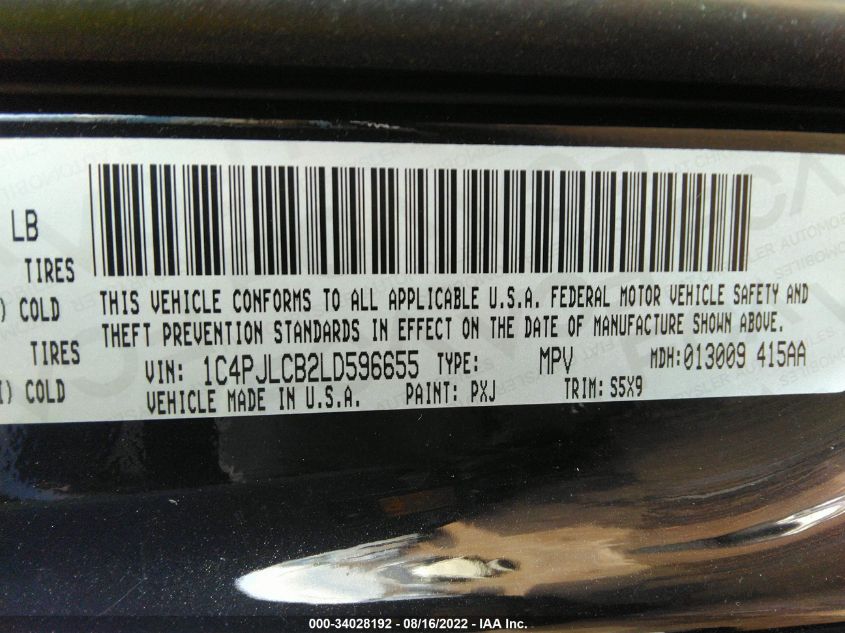 LB
TIRES
) COLD
TIRES
) COLD
THIS VEHICLE CONFORMS TO ALL APPLICABLE U.S.A. FEDERAL MOTOR VEHICLE SAFETY AND
THEFT PREVENTION STANDARDS IN EFFECT ON THE DATE OF MANUFACTURE SHOWN ABOVE.
VIN: 1C4PJLCB2LD596655 TYPE: MPV MDH:013009 415AA
VEHICLE MADE IN U.S.A. PAINT: PXJ TRIM: S5X9
000-34028192 - 08/16/2022 - IAA Inc.